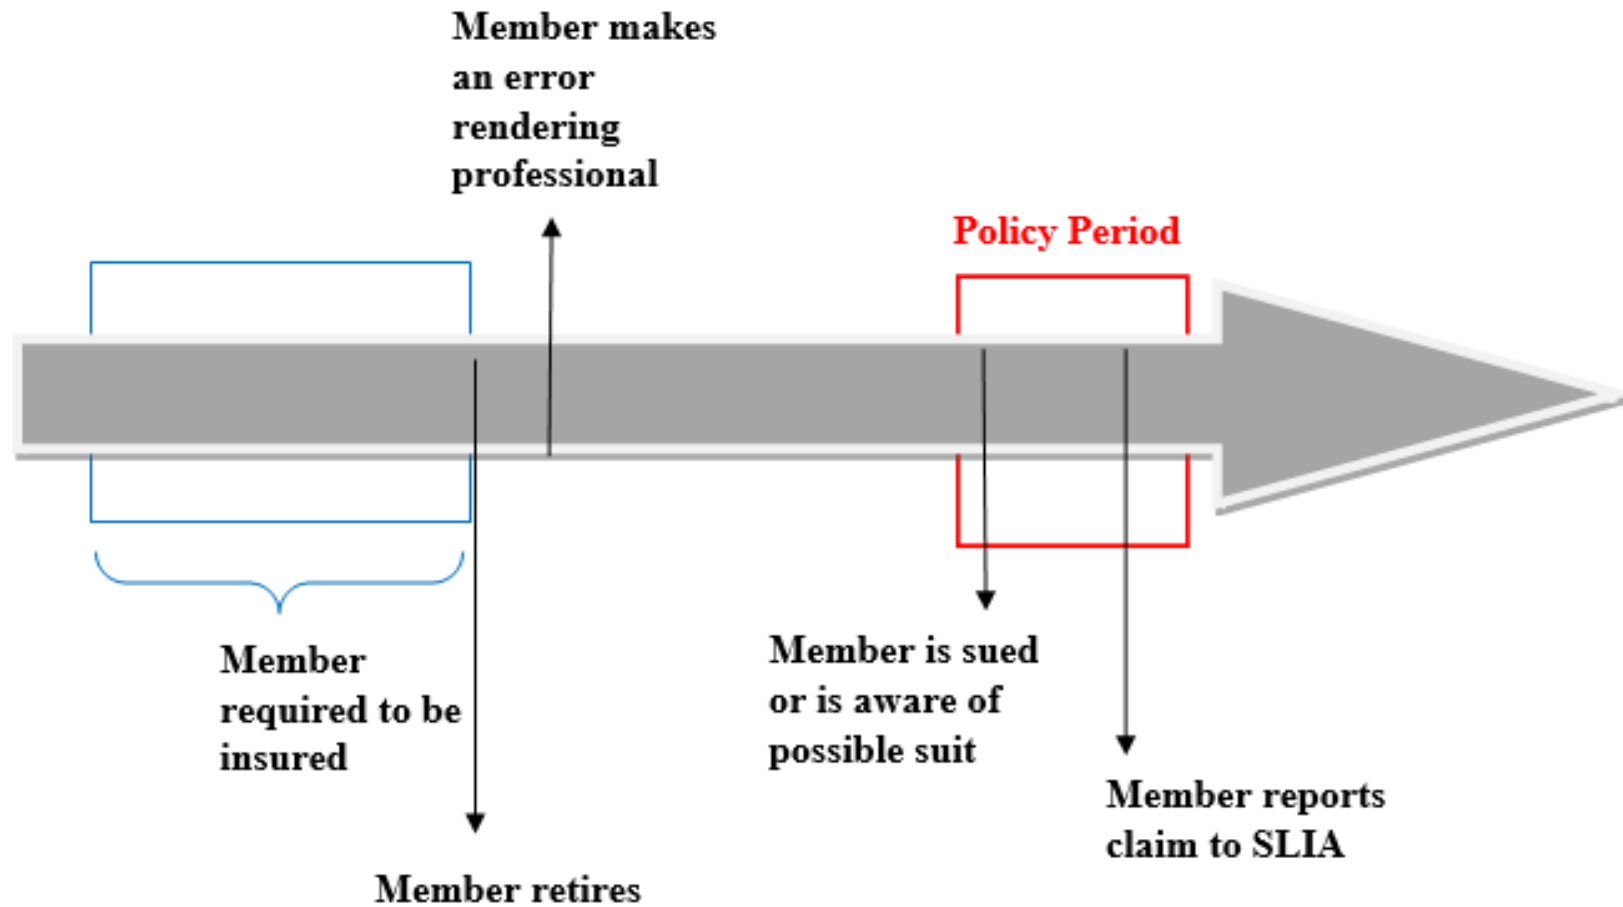 Member makes
an error
rendering
professional
Policy Period
Member
required to be
insured
Member is sued
or is aware of
possible suit
Member reports
claim to SLIA
Member retires